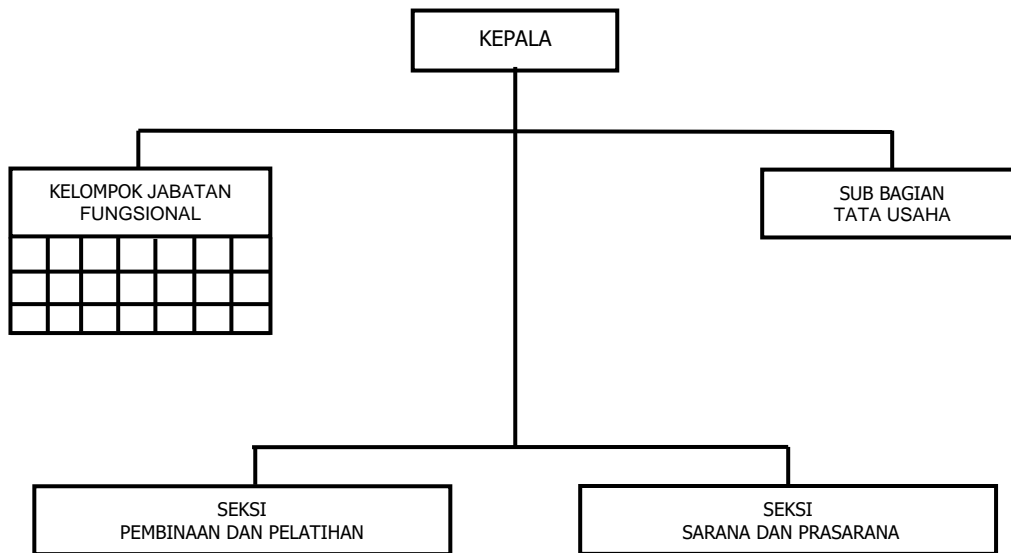 KEPALA
KELOMPOK JABATAN
FUNGSIONAL
SUB BAGIAN
TATA USAHA
SEKSI
PEMBINAAN DAN PELATIHAN
SEKSI
SARANA DAN PRASARANA